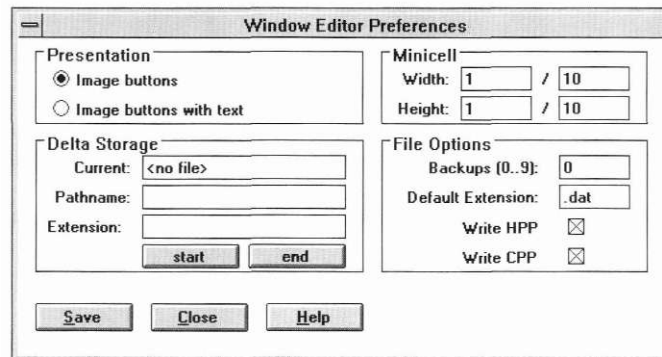 Window Editor Preferences
Presentation
Image buttons
Image buttons with text
Minicell
Width: 1 / 10
Height: 1 / 10
Delta Storage
Current: <no file>
Pathname:
Extension:
start end
File Options
Backups (0..9): 0
Default Extension: .dat
Write HPP
Write CPP
Save Close Help